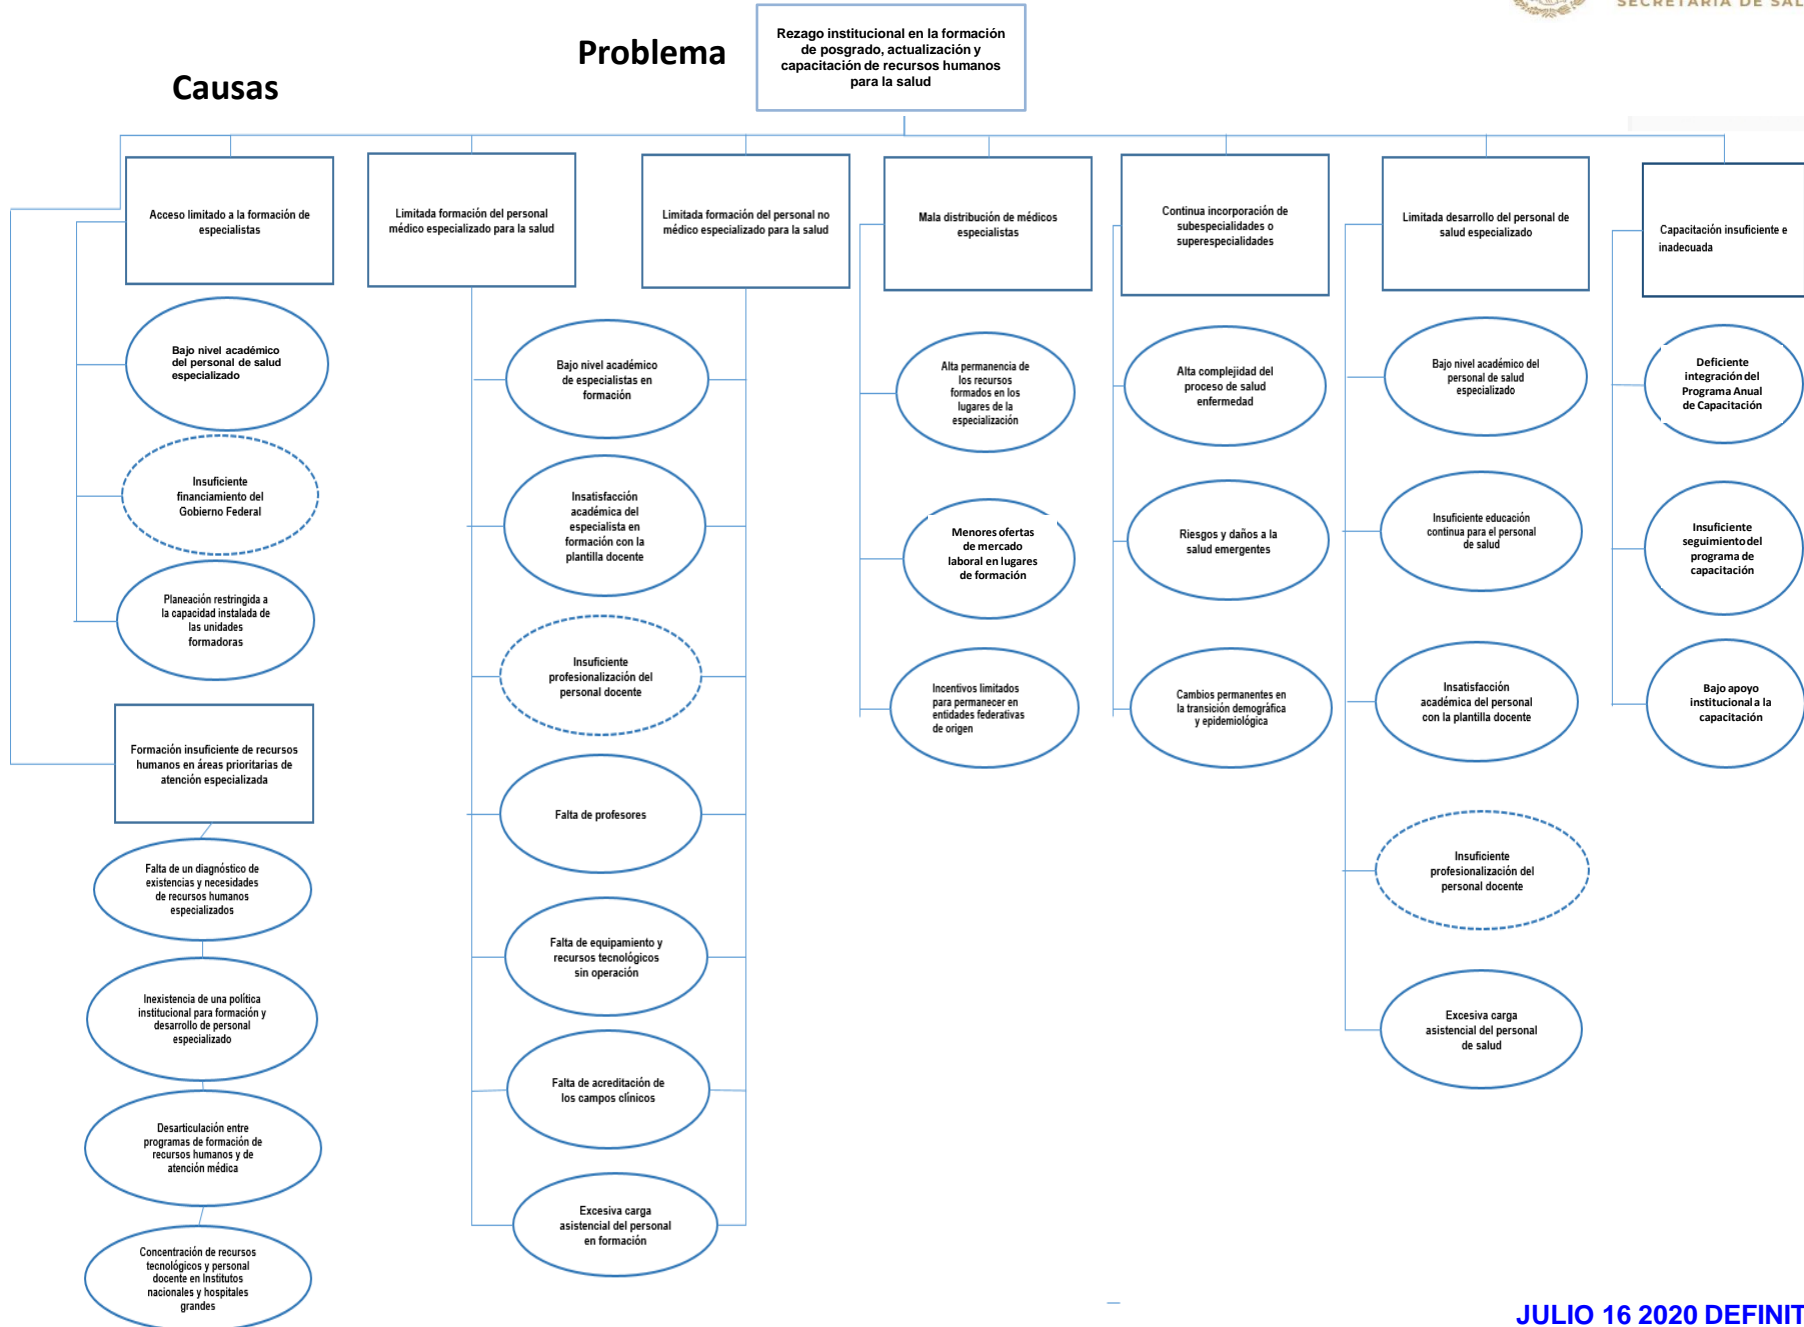 SECRETARÍA DE SAL
Problema
Rezago institucional en la formación
de posgrado, actualización y
capacitación de recursos humanos
para la salud
Causas
Acceso limitado a la formación de
especialistas
Limitada formación del personal
médico especializado para la salud
Limitada formación del personal no
médico especializado para la salud
Mala distribución de médicos
especialistas
Continua incorporación de
subespecialidades o
superespecialidades
Limitada desarrollo del personal de
salud especializado
Capacitación insuficiente e
inadecuada
Bajo nivel académico
del personal de salud
especializado
Insuficiente
financiamiento del
Gobierno Federal
Planeación restringida a
la capacidad instalada de
las unidades
formadoras
Formación insuficiente de recursos
humanos en áreas prioritarias de
atención especializada
Falta de un diagnóstico de
existencias y necesidades
de recursos humanos
especializados
Inexistencia de una política
institucional para formación y
desarrollo de personal
especializado
Desarticulación entre
programas de formación de
recursos humanos y de
atención médica
Concentración de recursos
tecnológicos y personal
docente en Institutos
nacionales y hospitales
grandes
Bajo nivel académico
de especialistas en
formación
Insatisfacción
académica del
especialista en
formación con la
plantilla docente
Insuficiente
profesionalización del
personal docente
Falta de profesores
Falta de equipamiento y
recursos tecnológicos
sin operación
Falta de acreditación de
los campos clínicos
Excesiva carga
asistencial del personal
en formación
Alta permanencia de
los recursos
formados en los
lugares de la
especialización
Menores ofertas
de mercado
laboral en lugares
de formación
Incentivos limitados
para permanecer en
entidades federativas
de origen
Alta complejidad del
proceso de salud
enfermedad
Riesgos y daños a la
salud emergentes
Cambios permanentes en
la transición demográfica
y epidemiológica
Bajo nivel académico del
personal de salud
especializado
Insuficiente educación
continua para el personal
de salud
Insatisfacción
académica del personal
con la plantilla docente
Insuficiente
profesionalización del
personal docente
Excesiva carga
asistencial del personal
de salud
Deficiente
integración del
Programa Anual
de Capacitación
Insuficiente
seguimiento del
programa de
capacitación
Bajo apoyo
institucional a la
capacitación
JULIO 16 2020 DEFINIT